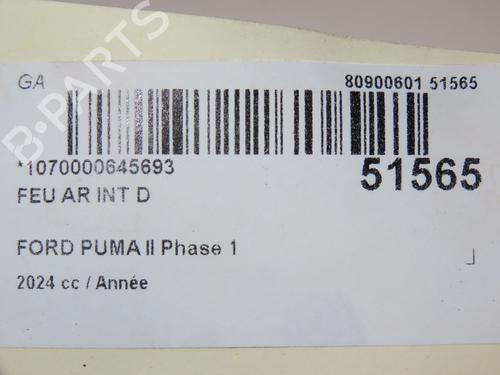 GA 80900601 51565
*1070000645693 51565
FEU AR INT D
FORD PUMA II Phase 1
2024 cc / Année
B-PARTS